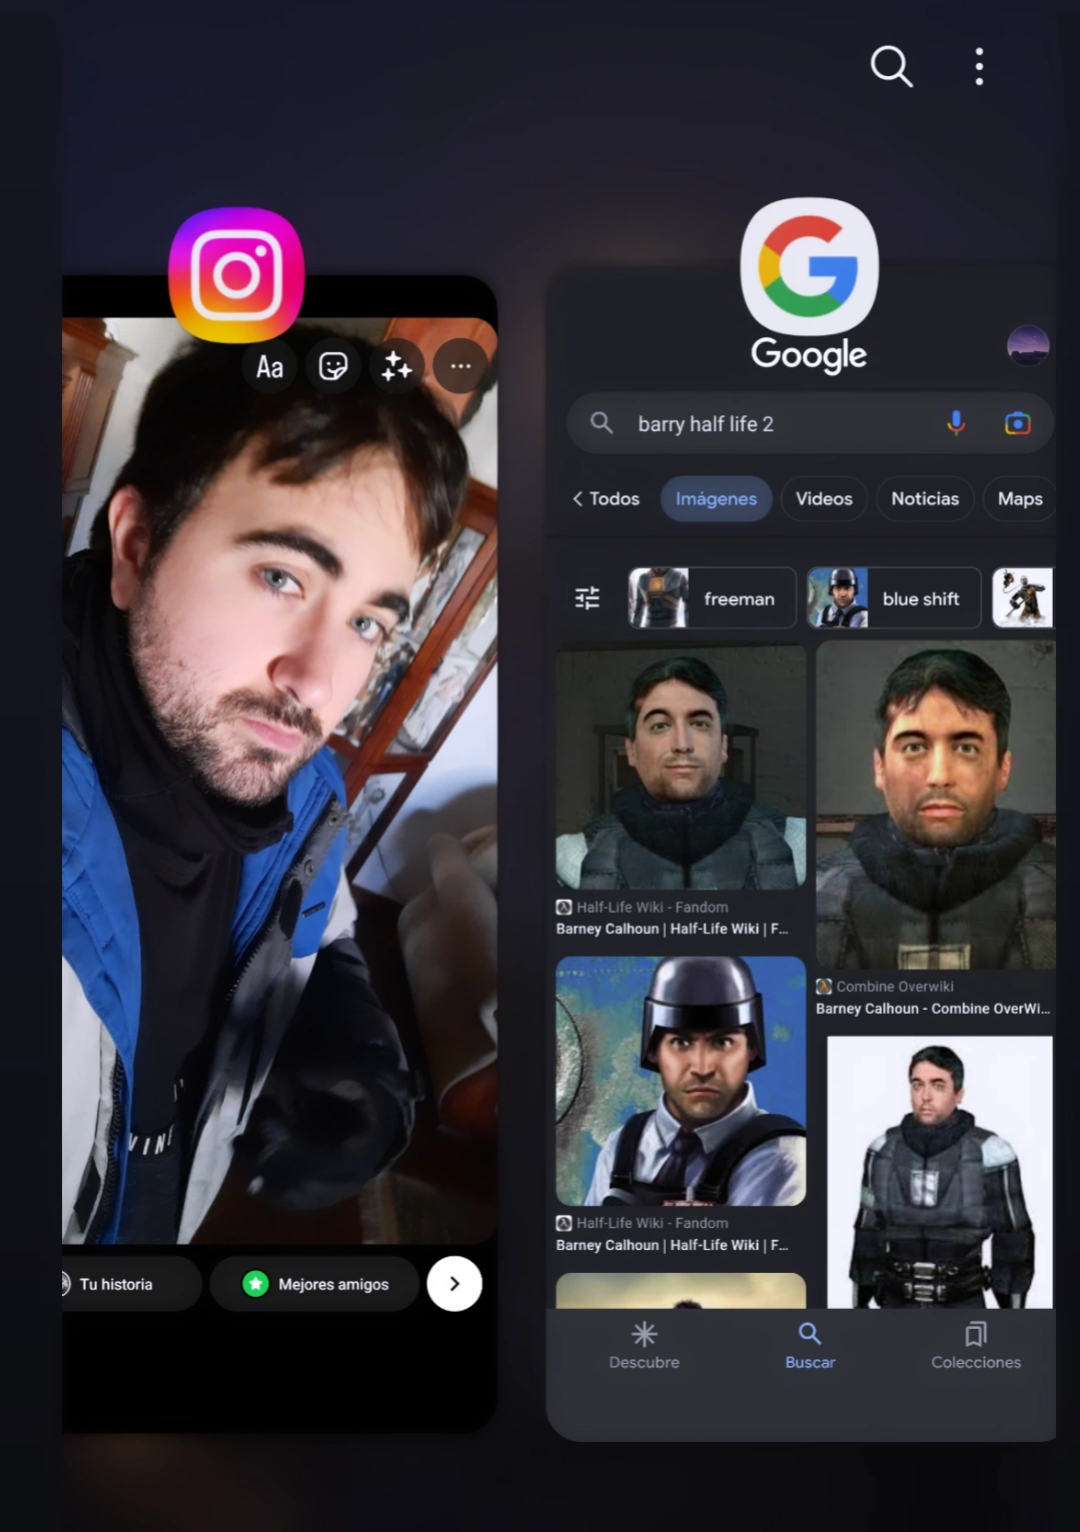 Google
Aa
barry half life 2
Todos
Imágenes
Videos
Noticias
Maps
freeman
blue shift
Half-Life Wiki - Fandom
Barney Calhoun | Half-Life Wiki | F...
Combine Overwiki
Barney Calhoun - Combine OverWi...
Half-Life Wiki - Fandom
Barney Calhoun | Half-Life Wiki | F...
Tu historia
Mejores amigos
Descubre
Buscar
Colecciones